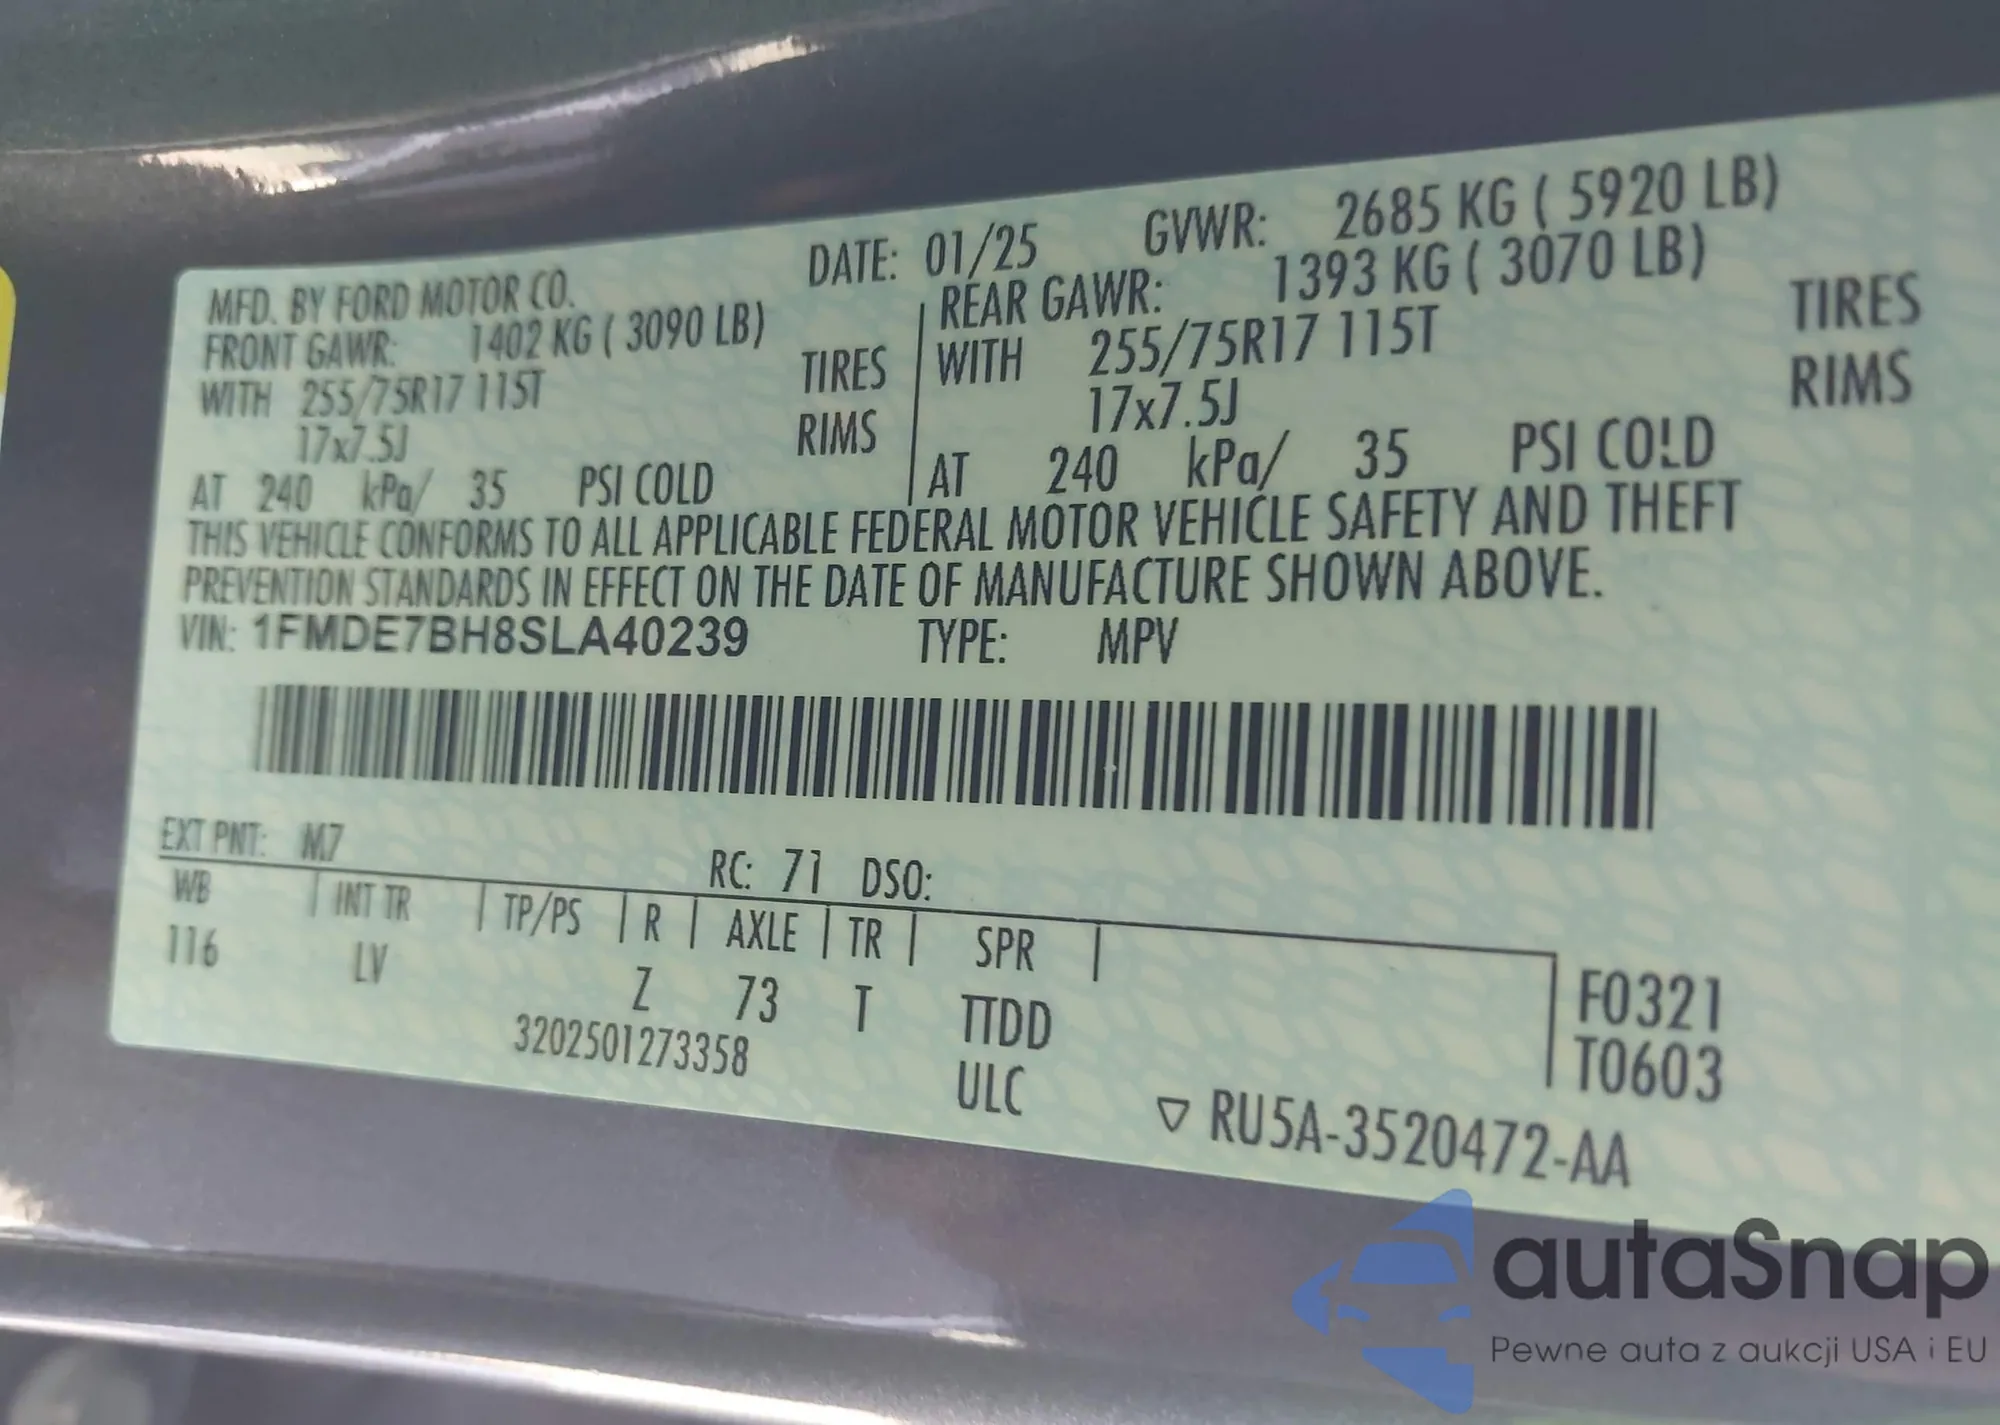 MFD. BY FORD MOTOR CO. DATE: 01/25 GVWR: 2685 KG ( 5920 LB)
FRONT GAWR: 1402 KG ( 3090 LB) REAR GAWR: 1393 KG ( 3070 LB)
WITH 255/75R17 115T TIRES WITH 255/75R17 115T TIRES
17x7.5J RIMS 17x7.5J RIMS
AT 240 kPa/ 35 PSI COLD AT 240 kPa/ 35 PSI COLD
THIS VEHICLE CONFORMS TO ALL APPLICABLE FEDERAL MOTOR VEHICLE SAFETY AND THEFT
PREVENTION STANDARDS IN EFFECT ON THE DATE OF MANUFACTURE SHOWN ABOVE.
VIN: 1FMDE7BH8SLA40239 TYPE: MPV
EXT PNT: M7 RC: 71 DSO:
WB | INT TR | TP/PS | R | AXLE | TR | SPR |
116 LV Z 73 T TTDD F0321
3202501273358 ULC T0603
▽ RU5A-3520472-AA
autaSnap
Pewne auta z aukcji USA i EU